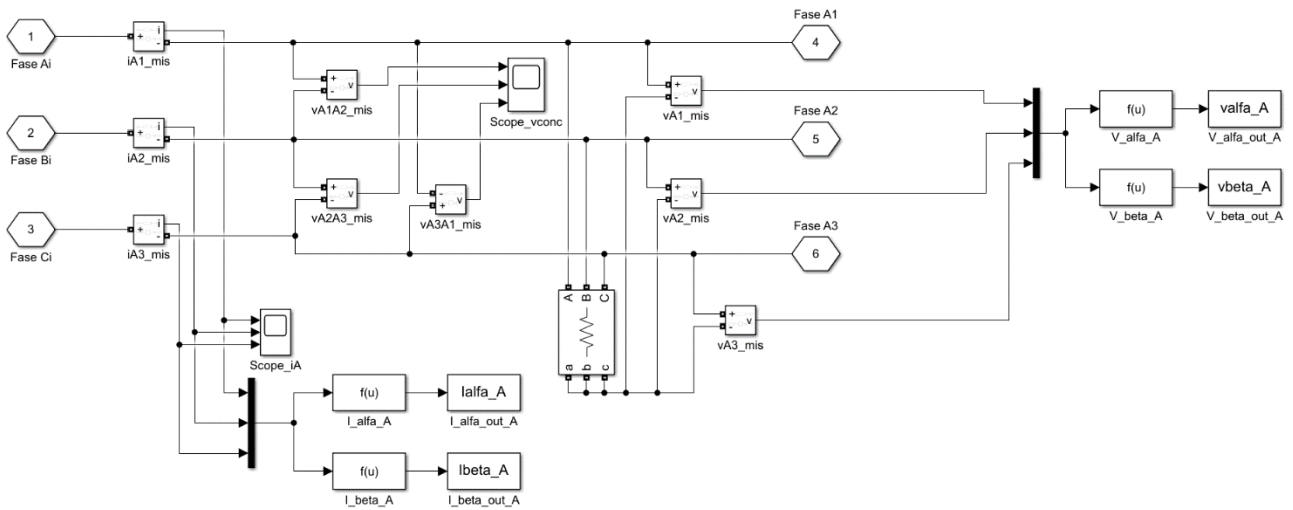 Fase A1
1
i
+
-
4
Fase Ai
iA1_mis
+
-
v
vA1A2_mis
Scope_vconc
+
-
v
vA1_mis
Fase A2
f(u)
valfa_A
V_alfa_A
V_alfa_out_A
2
i
+
-
5
Fase Bi
iA2_mis
+
-
v
vA2A3_mis
-
+
v
vA3A1_mis
+
-
v
vA2_mis
f(u)
vbeta_A
V_beta_A
V_beta_out_A
3
i
+
-
Fase A3
6
Fase Ci
iA3_mis
A
B
C
a
b
c
+
-
v
vA3_mis
Scope_iA
f(u)
Ialfa_A
I_alfa_A
I_alfa_out_A
f(u)
Ibeta_A
I_beta_A
I_beta_out_A